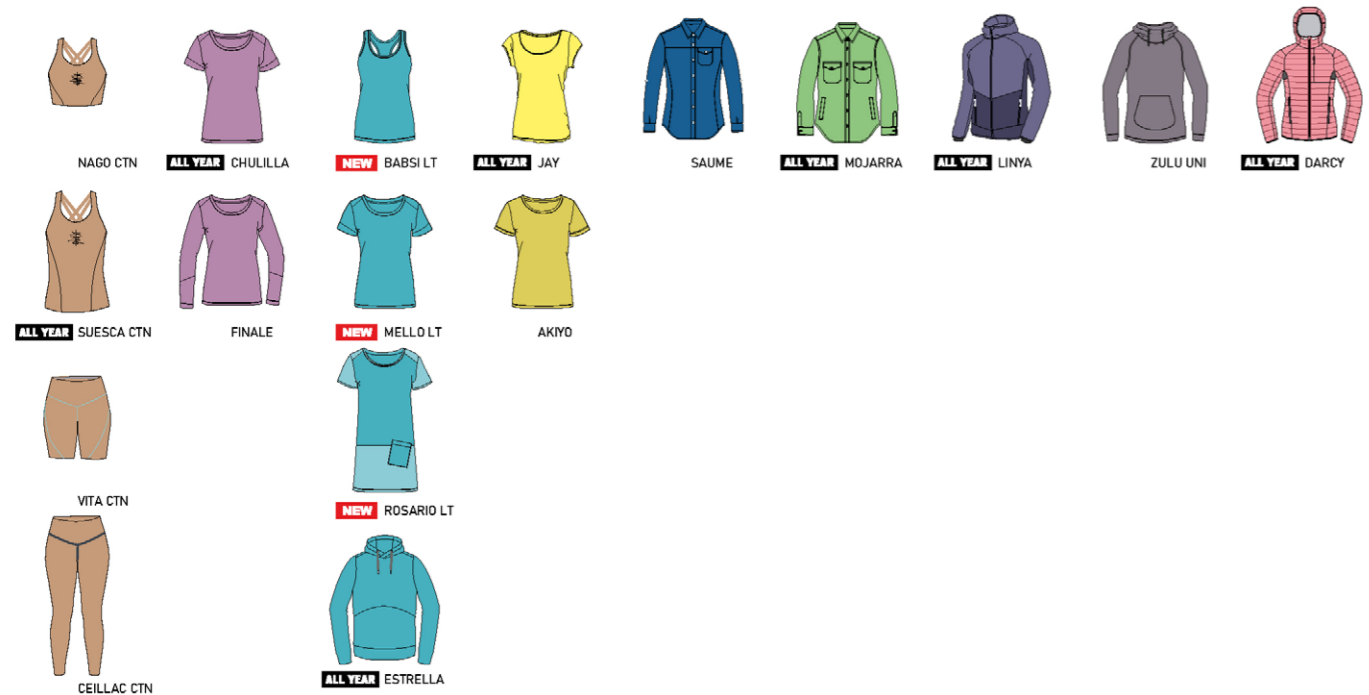 NAGO CTN
ALL YEAR CHULILLA
NEW BABSI LT
ALL YEAR JAY
SAUME
ALL YEAR MOJARRA
ALL YEAR LINYA
ZULU UNI
ALL YEAR DARCY
ALL YEAR SUESCA CTN
FINALE
NEW MELLO LT
AKIYO
VITA CTN
NEW ROSARIO LT
CEILLAC CTN
ALL YEAR ESTRELLA